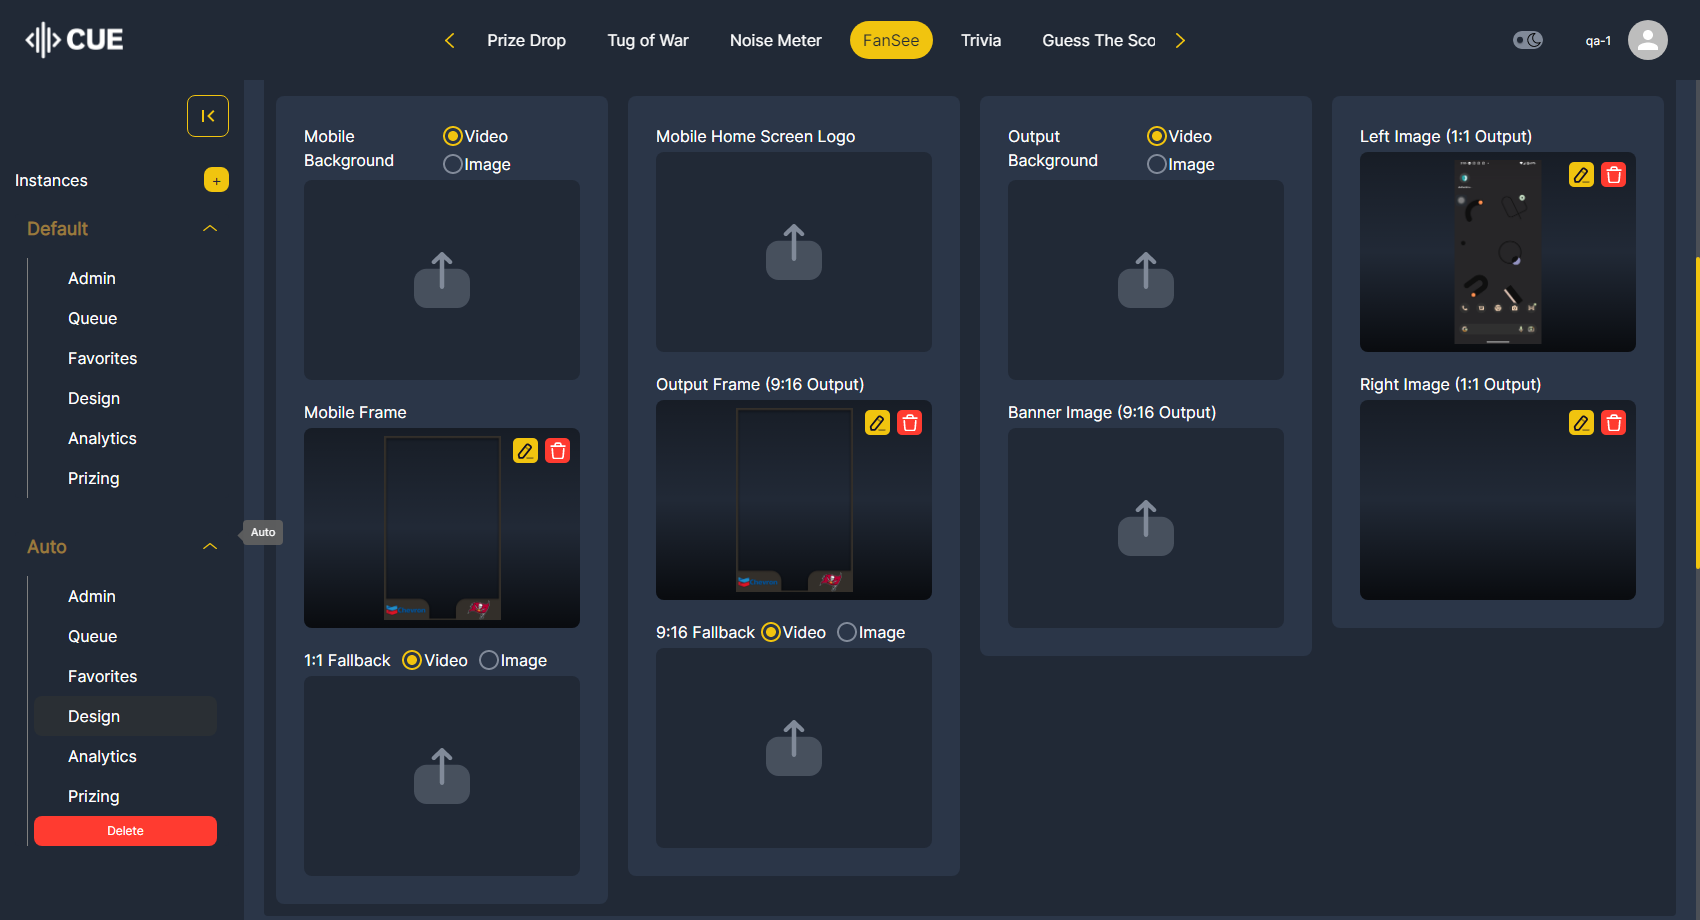 CUE
Prize Drop
Tug of War
Noise Meter
FanSee
Trivia
Guess The Sco
qa-1
Instances
+
Default
Admin
Queue
Favorites
Design
Analytics
Prizing
Auto
Auto
Admin
Queue
Favorites
Design
Analytics
Prizing
Delete
Mobile
Background
Video
Image
Mobile Frame
1:1 Fallback
Video
Image
Mobile Home Screen Logo
Output Frame (9:16 Output)
9:16 Fallback
Video
Image
Output
Background
Video
Image
Banner Image (9:16 Output)
Left Image (1:1 Output)
Right Image (1:1 Output)